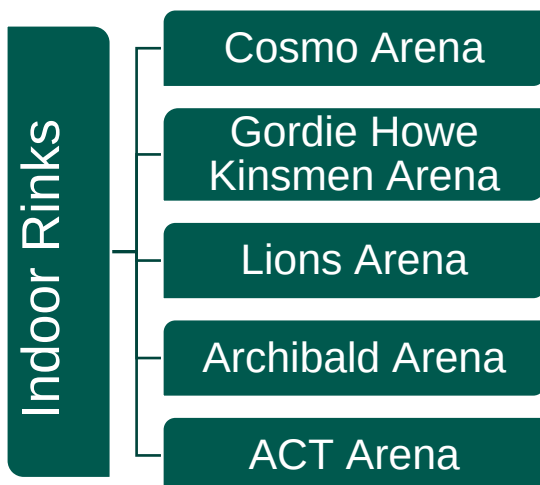 Indoor Rinks
Cosmo Arena
Gordie Howe
Kinsmen Arena
Lions Arena
Archibald Arena
ACT Arena